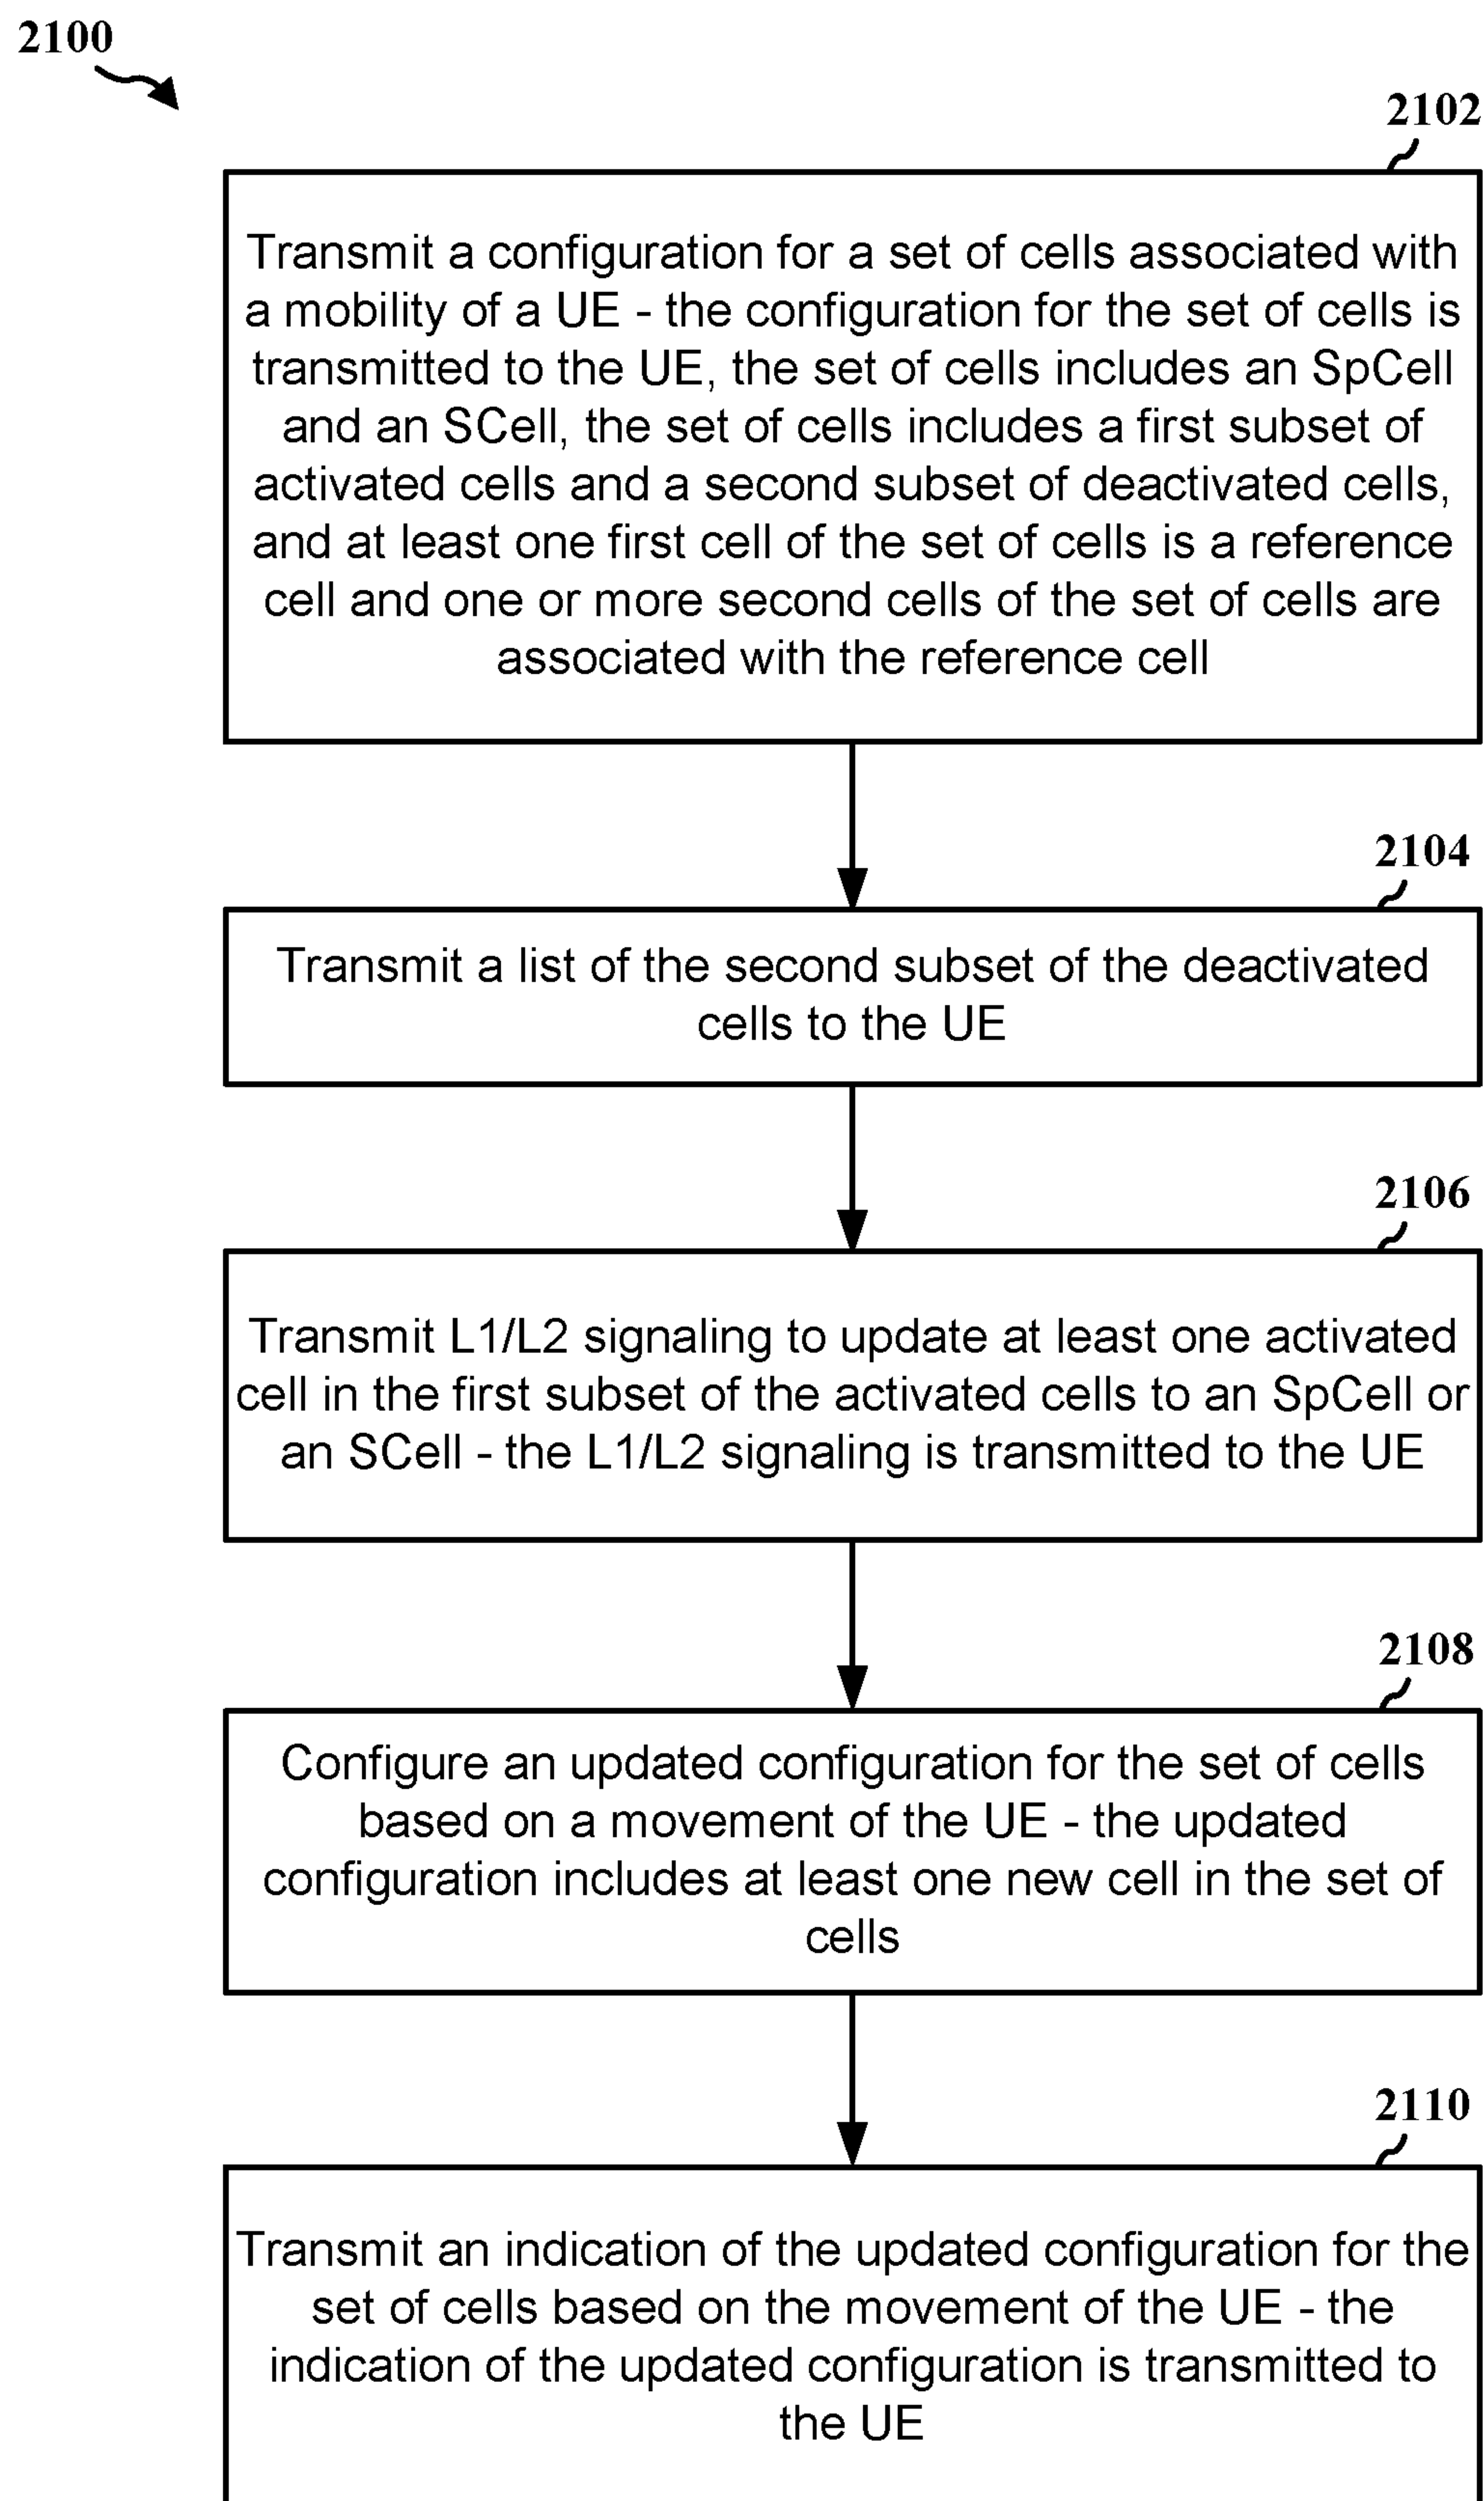 2100
2102
Transmit a configuration for a set of cells associated with
a mobility of a UE - the configuration for the set of cells is
transmitted to the UE, the set of cells includes an SpCell
and an SCell, the set of cells includes a first subset of
activated cells and a second subset of deactivated cells,
and at least one first cell of the set of cells is a reference
cell and one or more second cells of the set of cells are
associated with the reference cell
2104
Transmit a list of the second subset of the deactivated
cells to the UE
2106
Transmit L1/L2 signaling to update at least one activated
cell in the first subset of the activated cells to an SpCell or
an SCell - the L1/L2 signaling is transmitted to the UE
2108
Configure an updated configuration for the set of cells
based on a movement of the UE - the updated
configuration includes at least one new cell in the set of
cells
2110
Transmit an indication of the updated configuration for the
set of cells based on the movement of the UE - the
indication of the updated configuration is transmitted to
the UE